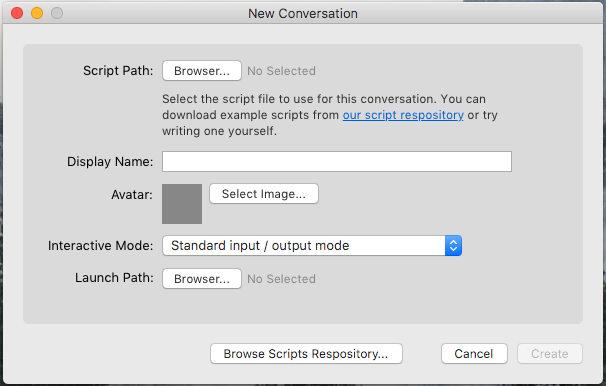 New Conversation
Script Path: Browser... No Selected
Select the script file to use for this conversation. You can
download example scripts from our script respository or try
writing one yourself.
Display Name:
Avatar: Select Image...
Interactive Mode: Standard input / output mode
Launch Path: Browser... No Selected
Browse Scripts Respository... Cancel Create